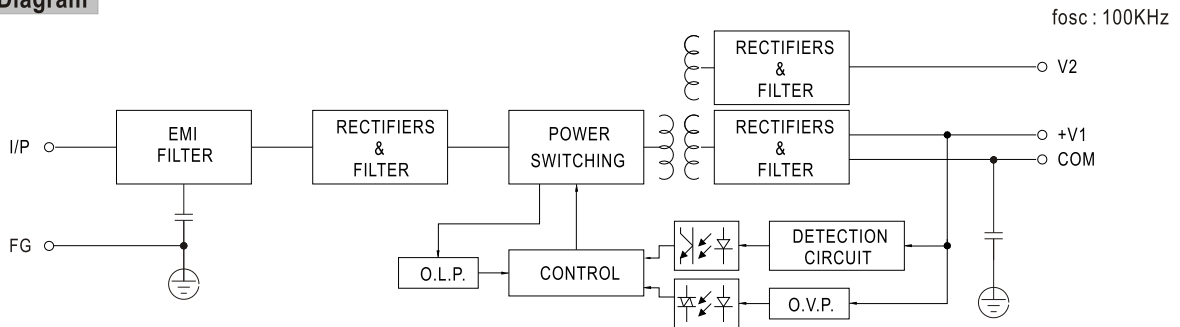 Diagram
fosc : 100KHz
RECTIFIERS
&
FILTER
V2
I/P
EMI
FILTER
RECTIFIERS
&
FILTER
POWER
SWITCHING
RECTIFIERS
&
FILTER
+V1
COM
FG
O.L.P.
CONTROL
DETECTION
CIRCUIT
O.V.P.